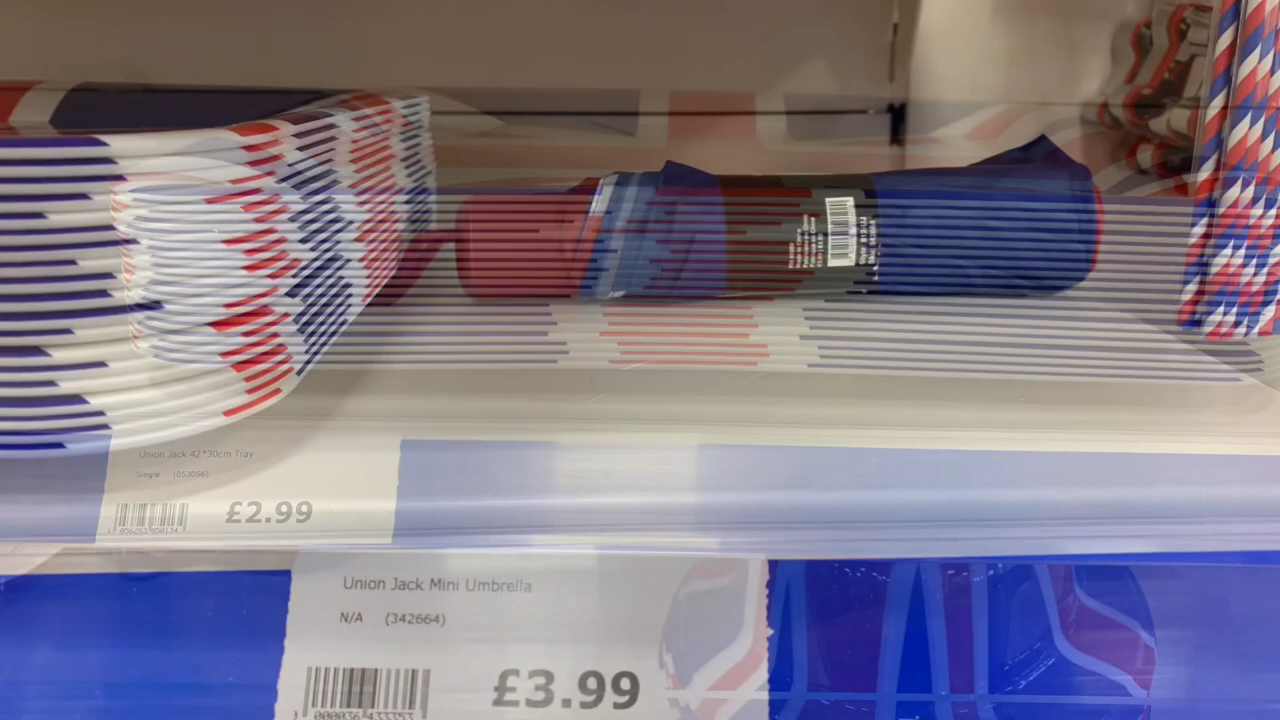 Union Jack 42*30cm Tray
Single (053056)
£2.99
Union Jack Mini Umbrella
N/A (342664)
£3.99